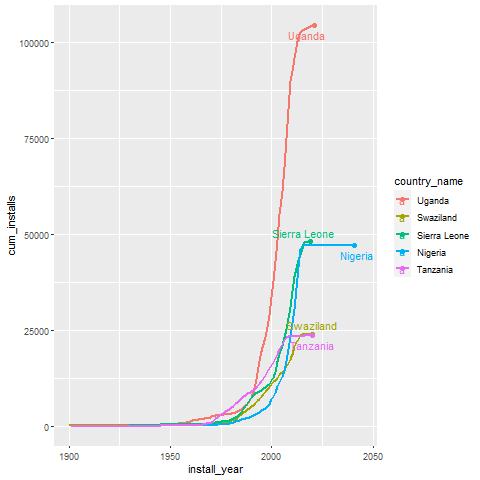 100000
75000
50000
25000
0
cum_installs
1900
1950
2000
2050
install_year
Uganda
Sierra Leone
Nigeria
Swaziland
Tanzania
country_name
a Uganda
a Swaziland
a Sierra Leone
a Nigeria
a Tanzania